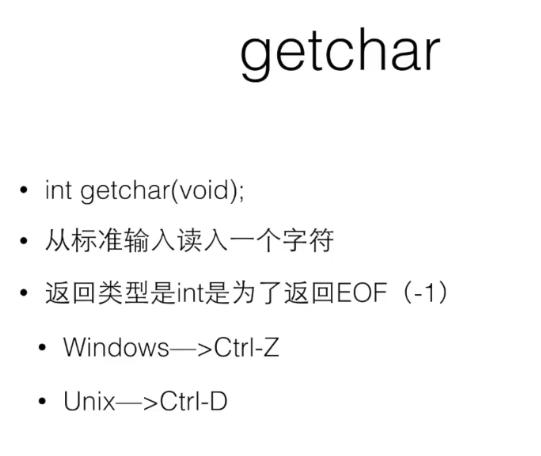 getchar
• int getchar(void);
• 从标准输入读入一个字符
• 返回类型是int是为了返回EOF（-1）
• Windows—>Ctrl-Z
• Unix—>Ctrl-D